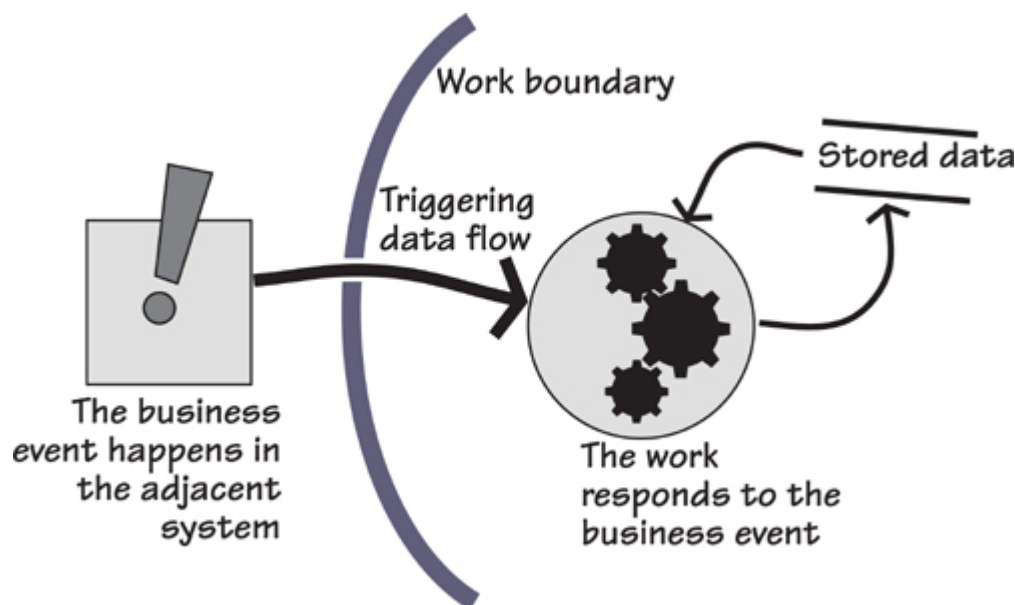 Work boundary
Stored data
Triggering
data flow
The business
event happens in
the adjacent
system
The work
responds to the
business event